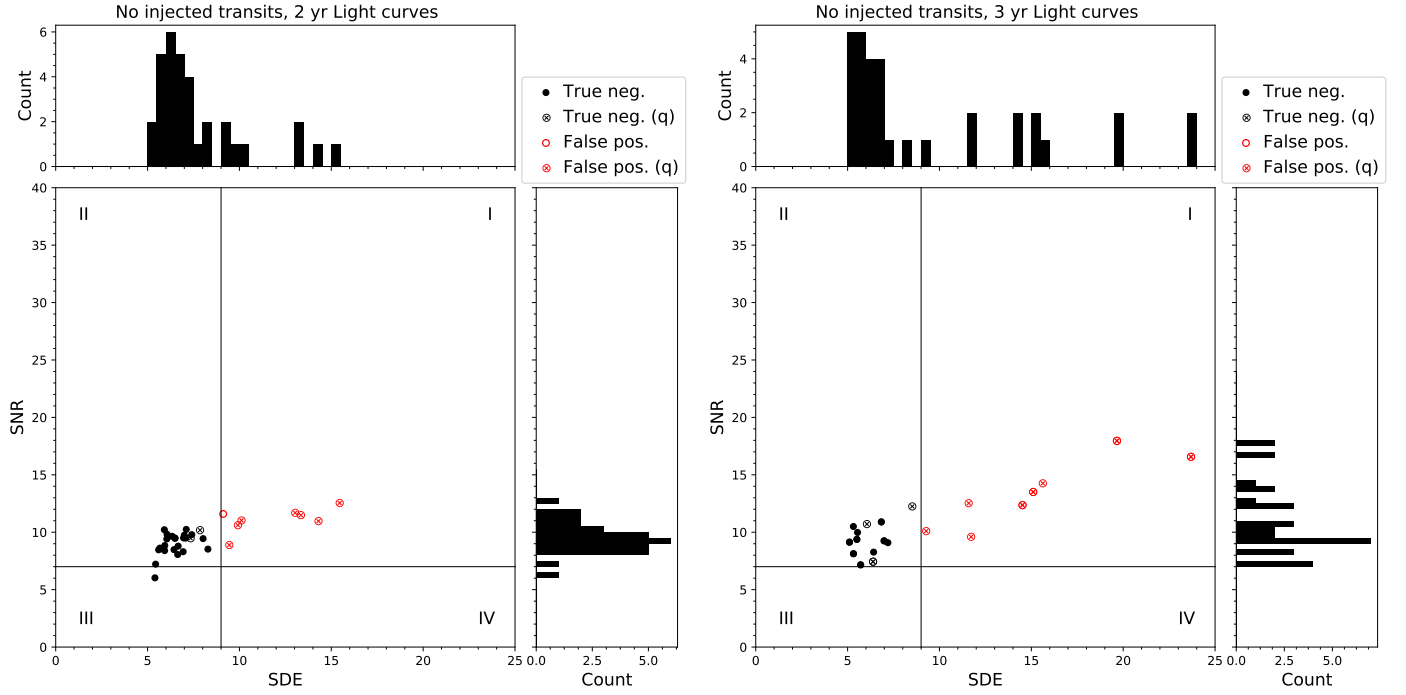 No injected transits, 2 yr Light curves
6
4
2
0
Count
True neg.
True neg. (q)
False pos.
False pos. (q)
40
35
30
25
20
15
10
5
0
SNR
II
I
III
IV
0
5
10
15
20
25
SDE
0.0
2.5
5.0
Count
No injected transits, 3 yr Light curves
4
2
0
Count
True neg.
True neg. (q)
False pos.
False pos. (q)
40
35
30
25
20
15
10
5
0
SNR
II
I
III
IV
0
5
10
15
20
25
SDE
0.0
2.5
5.0
Count